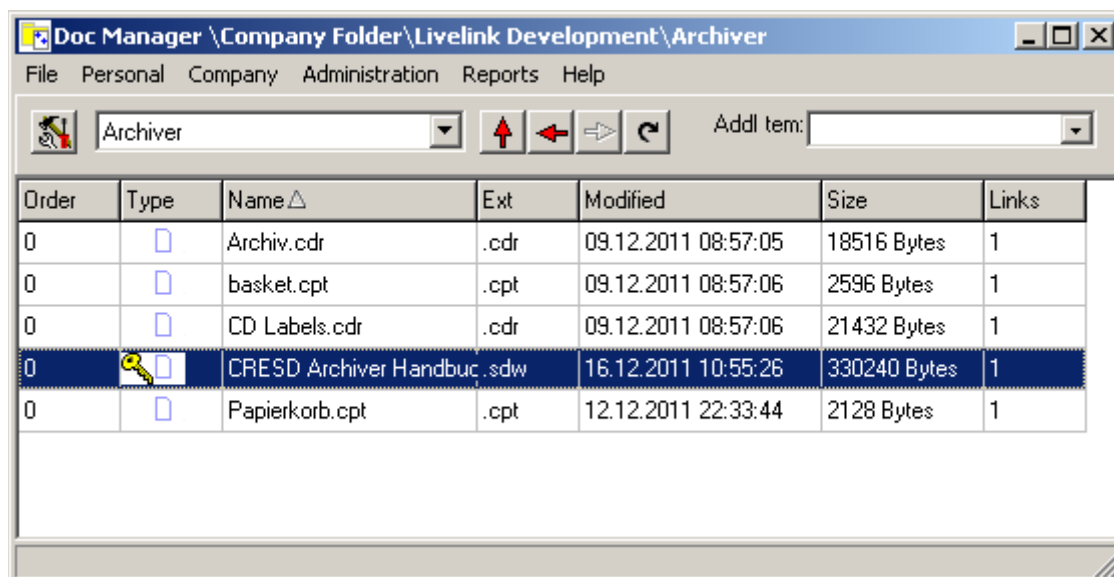 Doc Manager \Company Folder\Livelink Development\Archiver
File Personal Company Administration Reports Help
Archiver Addl tem:
Order Type Name Ext Modified Size Links
0 Archiv.cdr .cdr 09.12.2011 08:57:05 18516 Bytes 1
0 basket.cpt .cpt 09.12.2011 08:57:06 2596 Bytes 1
0 CD Labels.cdr .cdr 09.12.2011 08:57:06 21432 Bytes 1
0 CRESD Archiver Handbuc .sdw 16.12.2011 10:55:26 330240 Bytes 1
0 Papierkorb.cpt .cpt 12.12.2011 22:33:44 2128 Bytes 1